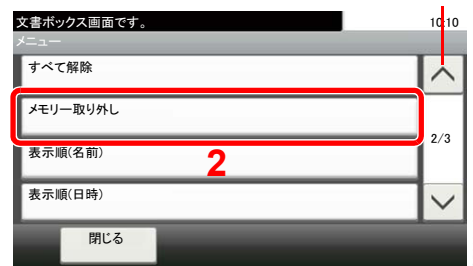 文書ボックス画面です。
10:10
メニュー
すべて解除
メモリー取り外し
2/3
表示順(名前)
2
表示順(日時)
閉じる